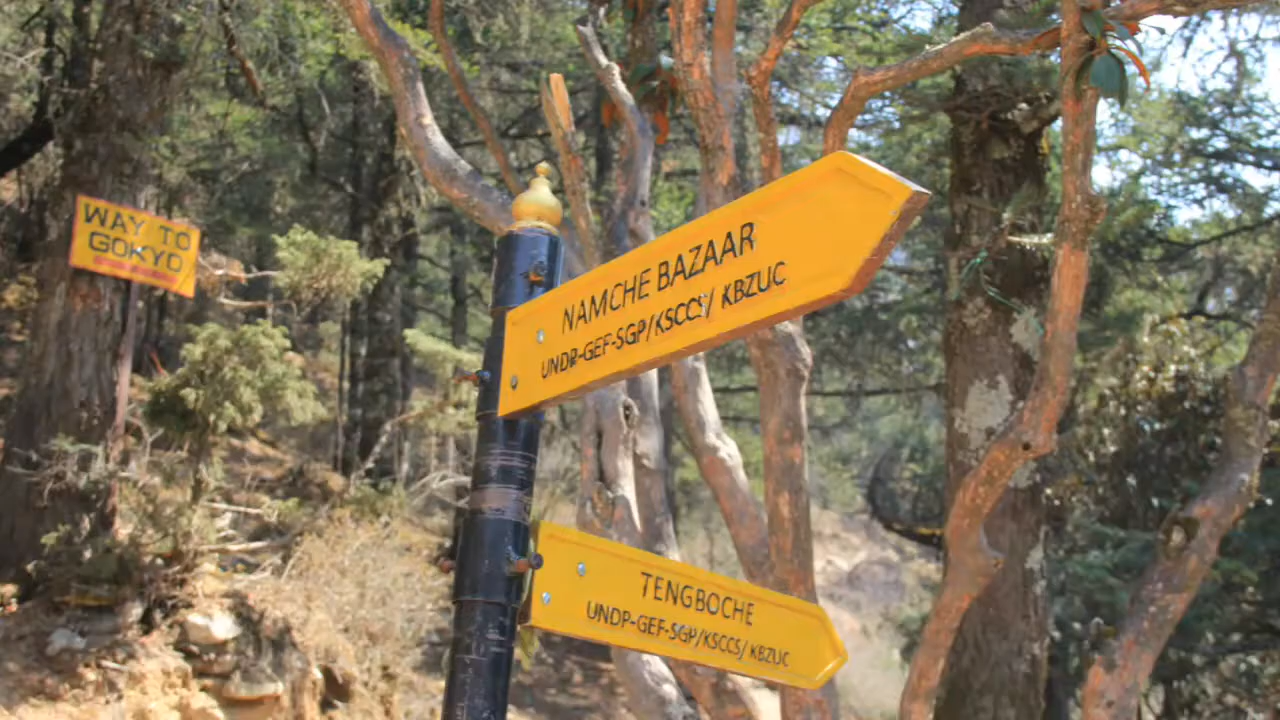 WAY TO
GOKYO
NAMCHE BAZAAR
UNDP-GEF-SGP/KSCCS/ KBZUC
TENGBOCHE
UNDP-GEF-SGP/KSCCS/ KBZUC